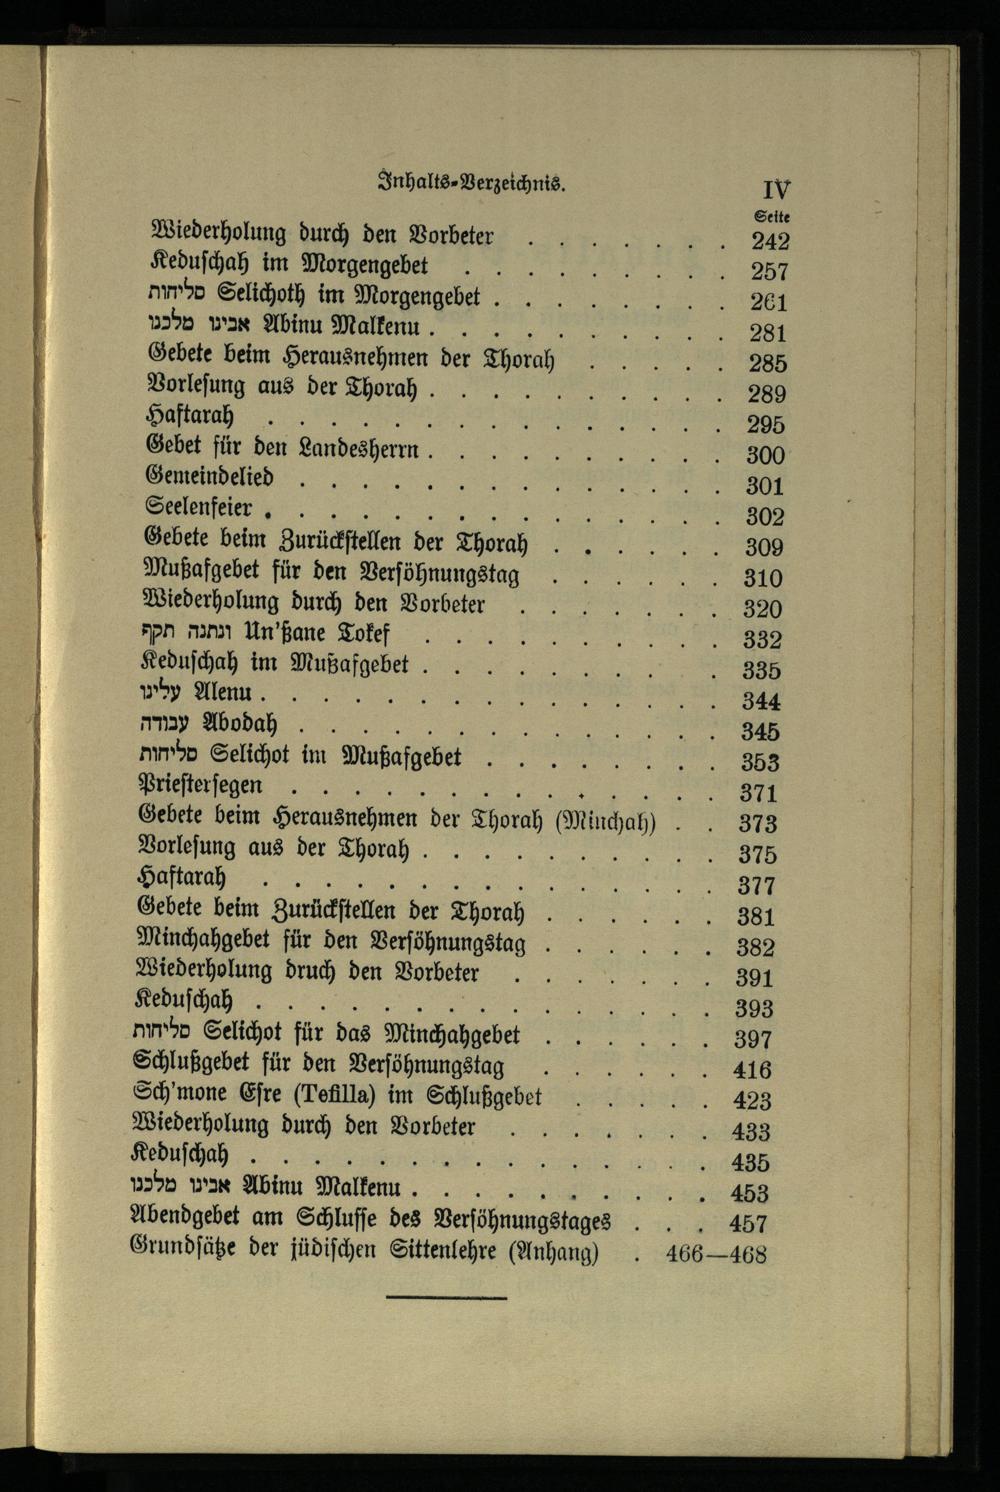 Inhalts-Verzeichnis. IV
Seite
Wiederholung durch den Vorbeter . . . . . . . 242
Keduschah im Morgengebet . . . . . . . . . 257
סליחות Selichoth im Morgengebet . . . . . . . . 261
אבינו מלכנו Abinu Malkenu . . . . . . . . . . 281
Gebete beim Herausnehmen der Thorah . . . . . 285
Vorlesung aus der Thorah . . . . . . . . . . 289
Haftarah . . . . . . . . . . . . . . . 295
Gebet für den Landesherrn . . . . . . . . . . 300
Gemeindelied . . . . . . . . . . . . . . 301
Seelenfeier . . . . . . . . . . . . . . . 302
Gebete beim Zurückstellen der Thorah . . . . . . 309
Mußafgebet für den Versöhnungstag . . . . . . 310
Wiederholung durch den Vorbeter . . . . . . . 320
ונתנה תקף Un'ßane Tokef . . . . . . . . . . 332
Keduschah im Mußafgebet . . . . . . . . . . 335
עלינו Alenu . . . . . . . . . . . . . . . 344
עבודה Abodah . . . . . . . . . . . . . . 345
סליחות Selichot im Mußafgebet . . . . . . . . 353
Priestersegen . . . . . . . . . . . . . . 371
Gebete beim Herausnehmen der Thorah (Minchah) . . 373
Vorlesung aus der Thorah . . . . . . . . . . 375
Haftarah . . . . . . . . . . . . . . . 377
Gebete beim Zurückstellen der Thorah . . . . . . 381
Minchahgebet für den Versöhnungstag . . . . . . 382
Wiederholung druch den Vorbeter . . . . . . . 391
Keduschah . . . . . . . . . . . . . . . 393
סליחות Selichot für das Minchahgebet . . . . . . 397
Schlußgebet für den Versöhnungstag . . . . . . 416
Sch'mone Esre (Tefilla) im Schlußgebet . . . . . 423
Wiederholung durch den Vorbeter . . . . . . . 433
Keduschah . . . . . . . . . . . . . . . 435
אבינו מלכנו Abinu Malkenu . . . . . . . . . . 453
Abendgebet am Schlusse des Versöhnungstages . . . 457
Grundsätze der jüdischen Sittenlehre (Anhang) . 466—468